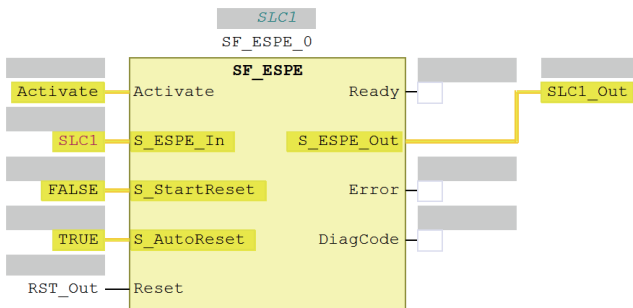 SLC1
SF_ESPE_0
SF_ESPE
Activate Activate Ready SLC1_Out
SLC1 S_ESPE_In S_ESPE_Out
FALSE S_StartReset Error
TRUE S_AutoReset DiagCode
RST_Out Reset